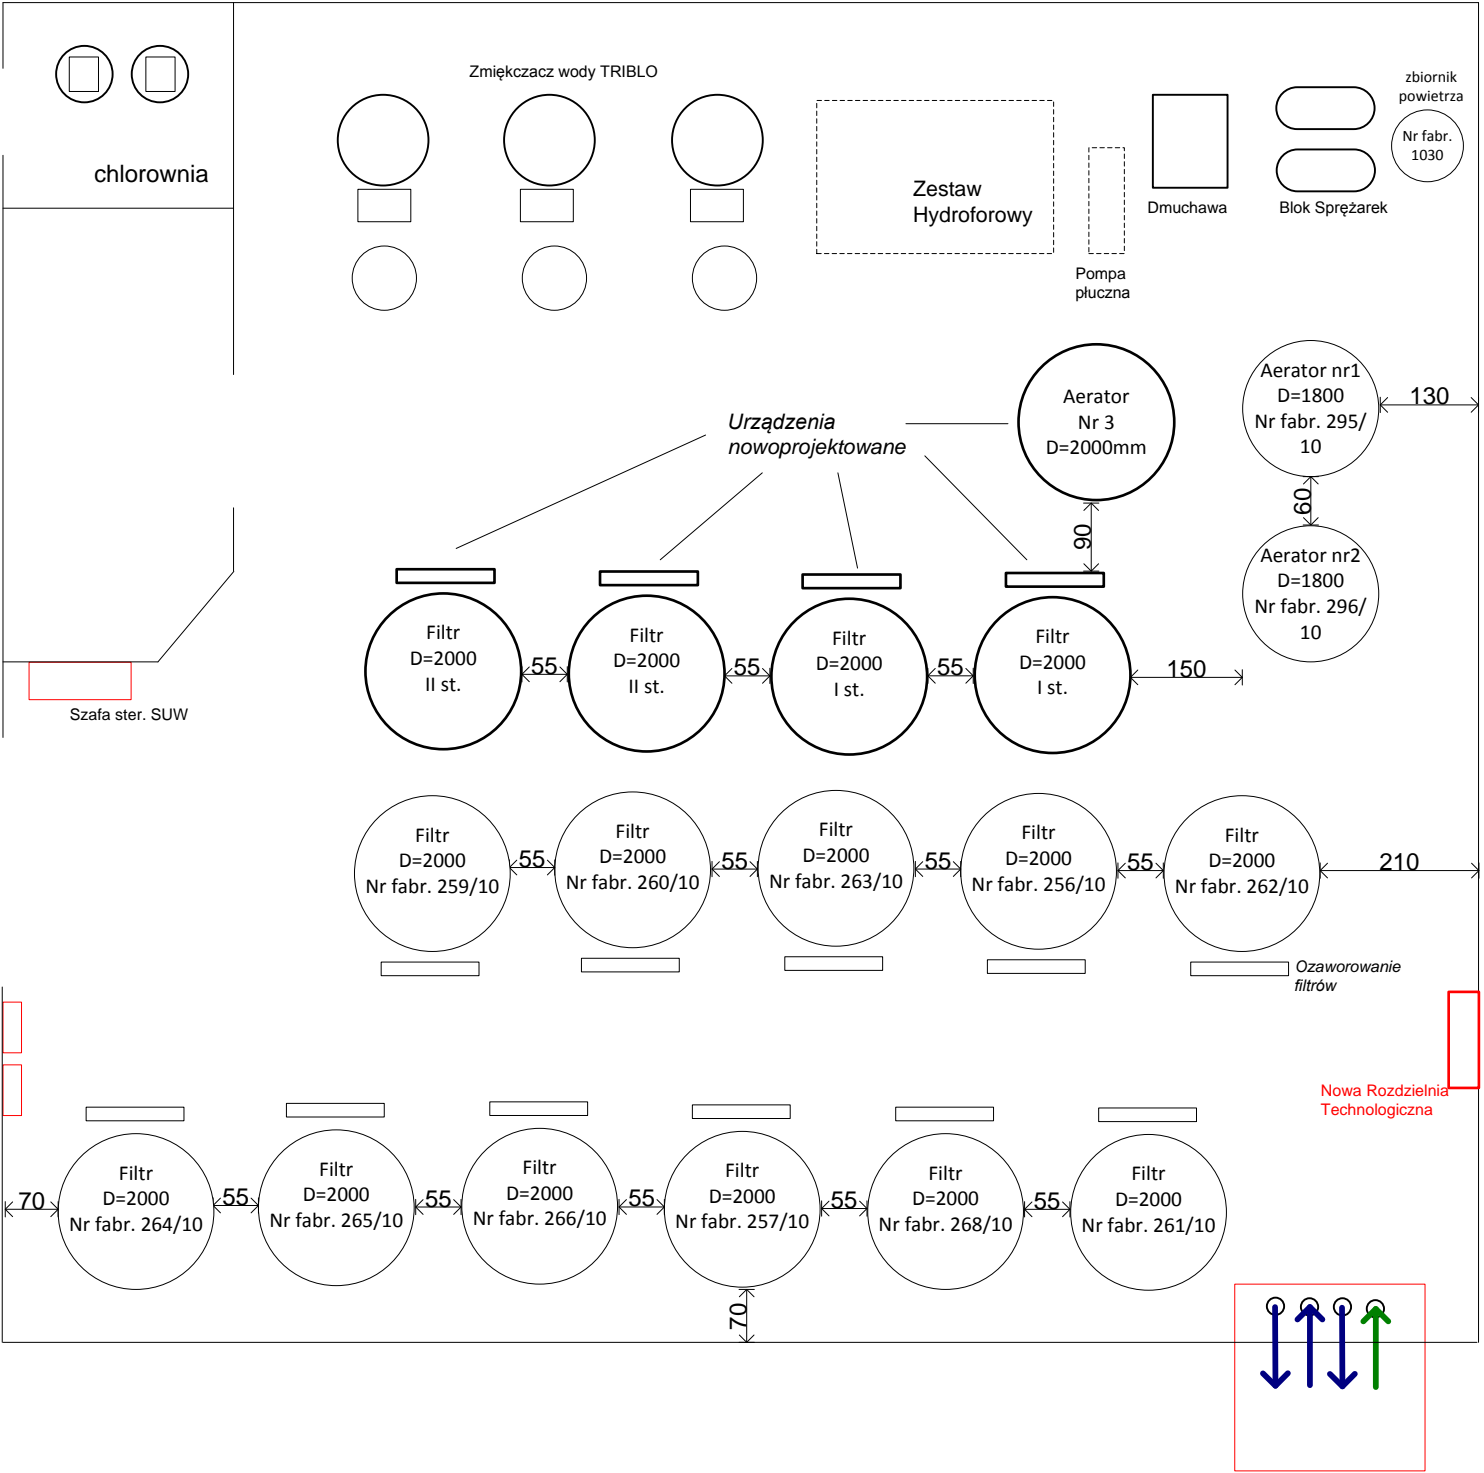 Zmiękczacz wody TRIBLO
chlorownia
Zestaw
Hydroforowy
Pompa
płuczna
Dmuchawa
Blok Sprężarek
zbiornik
powietrza
Nr fabr.
1030
Urządzenia
nowoprojektowane
Aerator
Nr 3
D=2000mm
Aerator nr1
D=1800
Nr fabr. 295/
10
130
60
90
Aerator nr2
D=1800
Nr fabr. 296/
10
Filtr
D=2000
II st.
55
Filtr
D=2000
II st.
55
Filtr
D=2000
I st.
55
Filtr
D=2000
I st.
150
Szafa ster. SUW
Filtr
D=2000
Nr fabr. 259/10
55
Filtr
D=2000
Nr fabr. 260/10
55
Filtr
D=2000
Nr fabr. 263/10
55
Filtr
D=2000
Nr fabr. 256/10
55
Filtr
D=2000
Nr fabr. 262/10
210
Ozaworowanie
filtrów
Nowa Rozdzielnia
Technologiczna
70
Filtr
D=2000
Nr fabr. 264/10
55
Filtr
D=2000
Nr fabr. 265/10
55
Filtr
D=2000
Nr fabr. 266/10
55
Filtr
D=2000
Nr fabr. 257/10
55
Filtr
D=2000
Nr fabr. 268/10
55
Filtr
D=2000
Nr fabr. 261/10
70